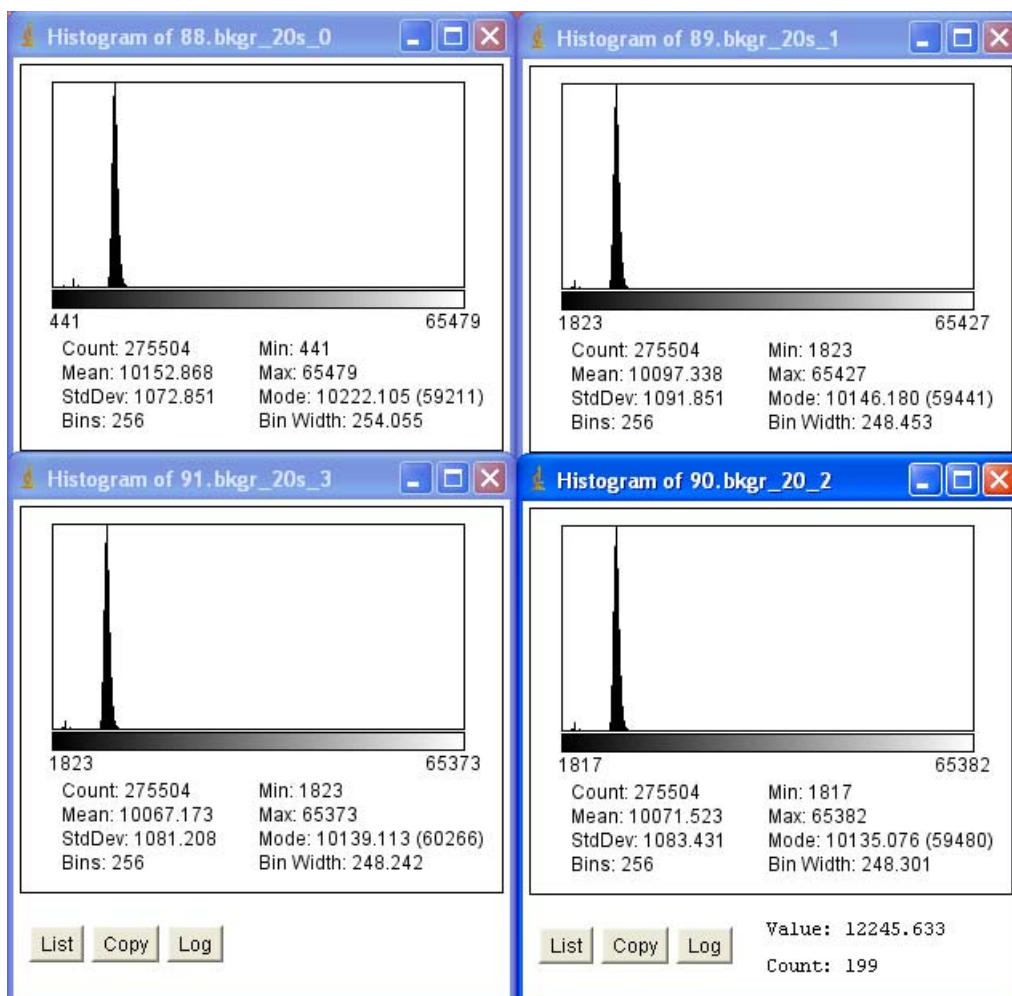 Histogram of 88.bkgr_20s_0
441 65479
Count: 275504 Min: 441
Mean: 10152.868 Max: 65479
StdDev: 1072.851 Mode: 10222.105 (59211)
Bins: 256 Bin Width: 254.055
Histogram of 89.bkgr_20s_1
1823 65427
Count: 275504 Min: 1823
Mean: 10097.338 Max: 65427
StdDev: 1091.851 Mode: 10146.180 (59441)
Bins: 256 Bin Width: 248.453
Histogram of 91.bkgr_20s_3
1823 65373
Count: 275504 Min: 1823
Mean: 10067.173 Max: 65373
StdDev: 1081.208 Mode: 10139.113 (60266)
Bins: 256 Bin Width: 248.242
List Copy Log
Histogram of 90.bkgr_20_2
1817 65382
Count: 275504 Min: 1817
Mean: 10071.523 Max: 65382
StdDev: 1083.431 Mode: 10135.076 (59480)
Bins: 256 Bin Width: 248.301
List Copy Log
Value: 12245.633
Count: 199